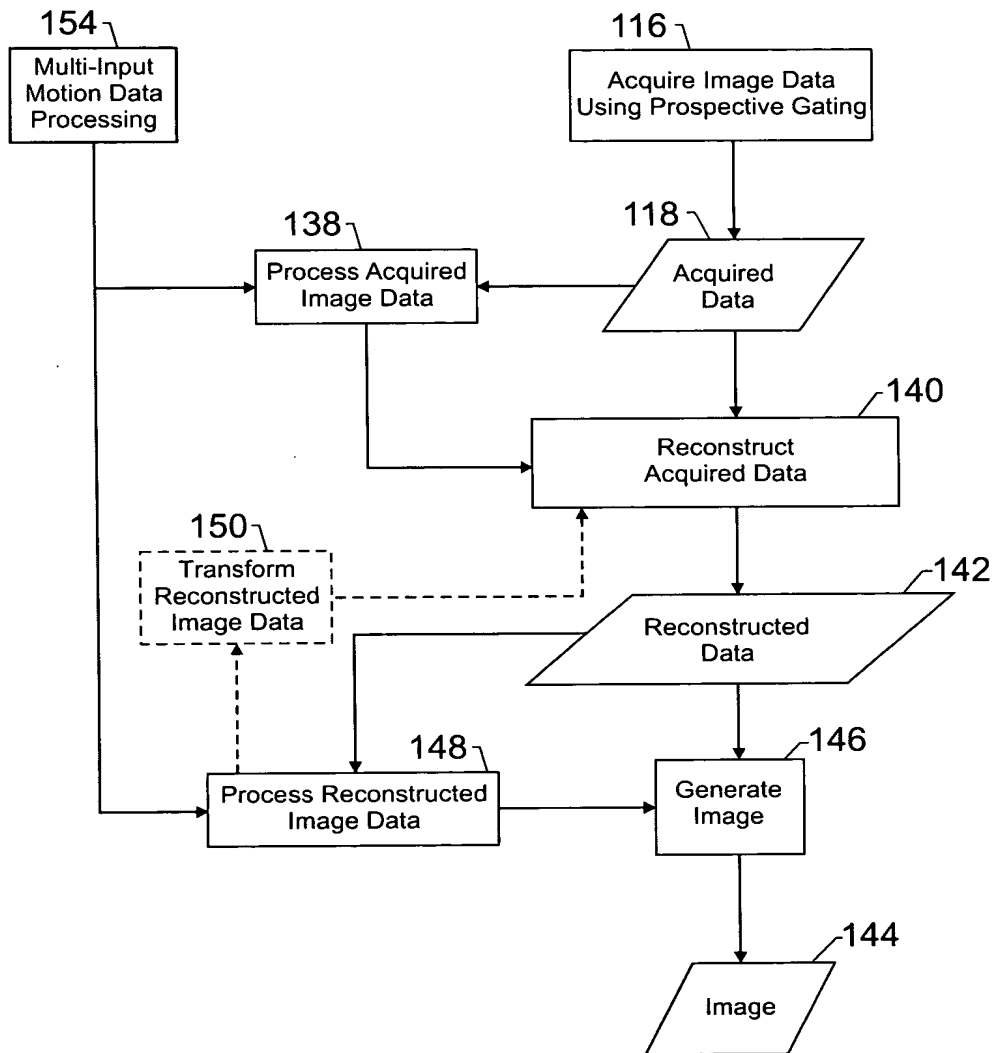 154
Multi-Input
Motion Data
Processing
116
Acquire Image Data
Using Prospective Gating
118
Acquired
Data
138
Process Acquired
Image Data
140
Reconstruct
Acquired Data
150
Transform
Reconstructed
Image Data
142
Reconstructed
Data
148
Process Reconstructed
Image Data
146
Generate
Image
144
Image